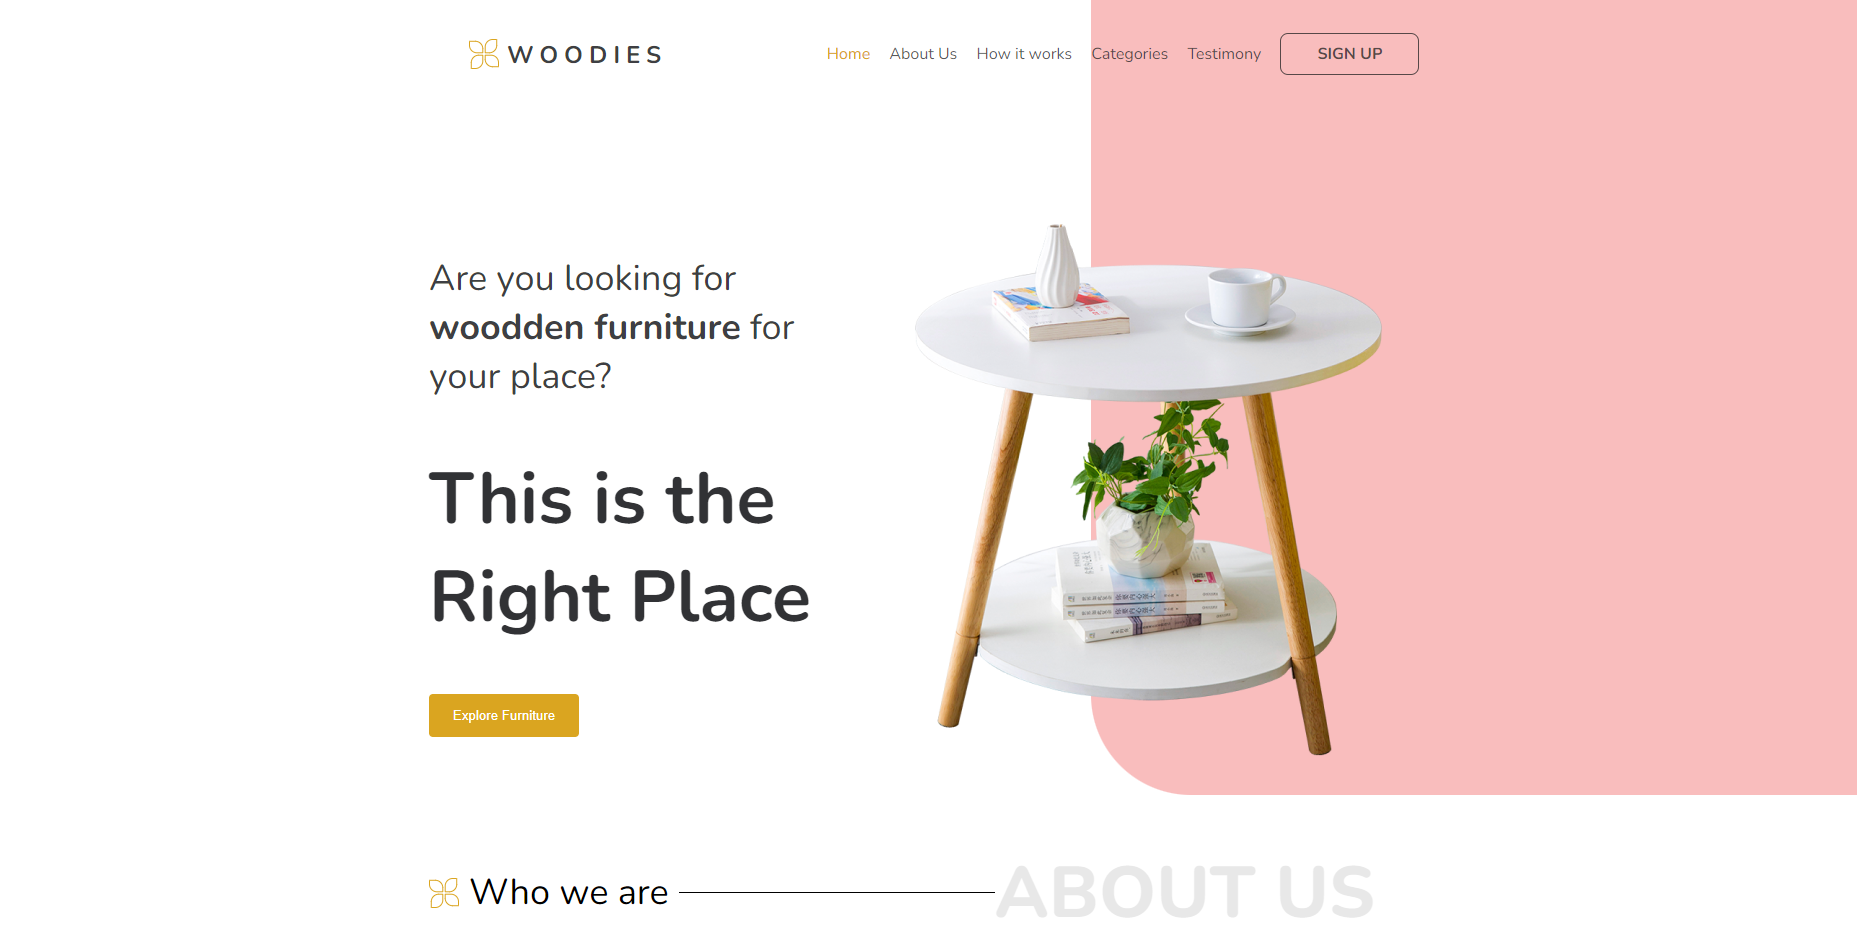 WOODIES
Home About Us How it works Categories Testimony SIGN UP
Are you looking for
woodden furniture for
your place?
This is the
Right Place
Explore Furniture
Who we are
ABOUT US